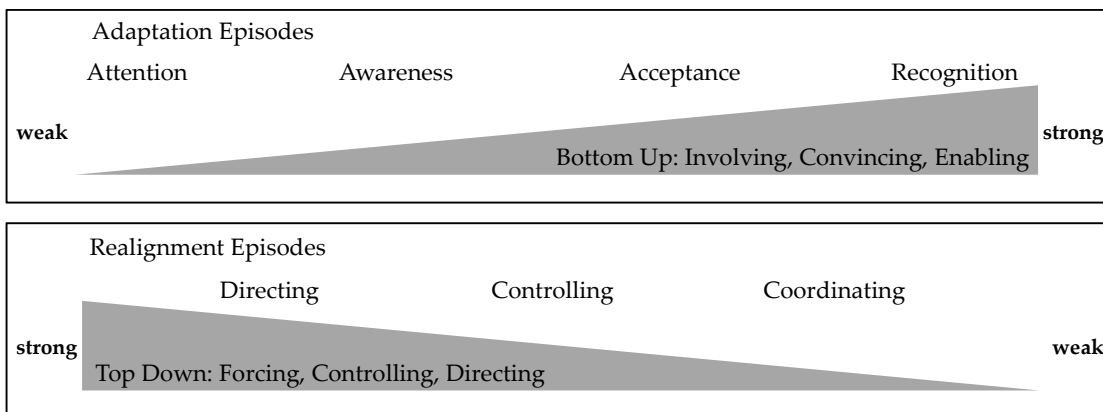 Adaptation Episodes
Attention Awareness Acceptance Recognition
weak strong
Bottom Up: Involving, Convincing, Enabling
Realignment Episodes
Directing Controlling Coordinating
strong weak
Top Down: Forcing, Controlling, Directing